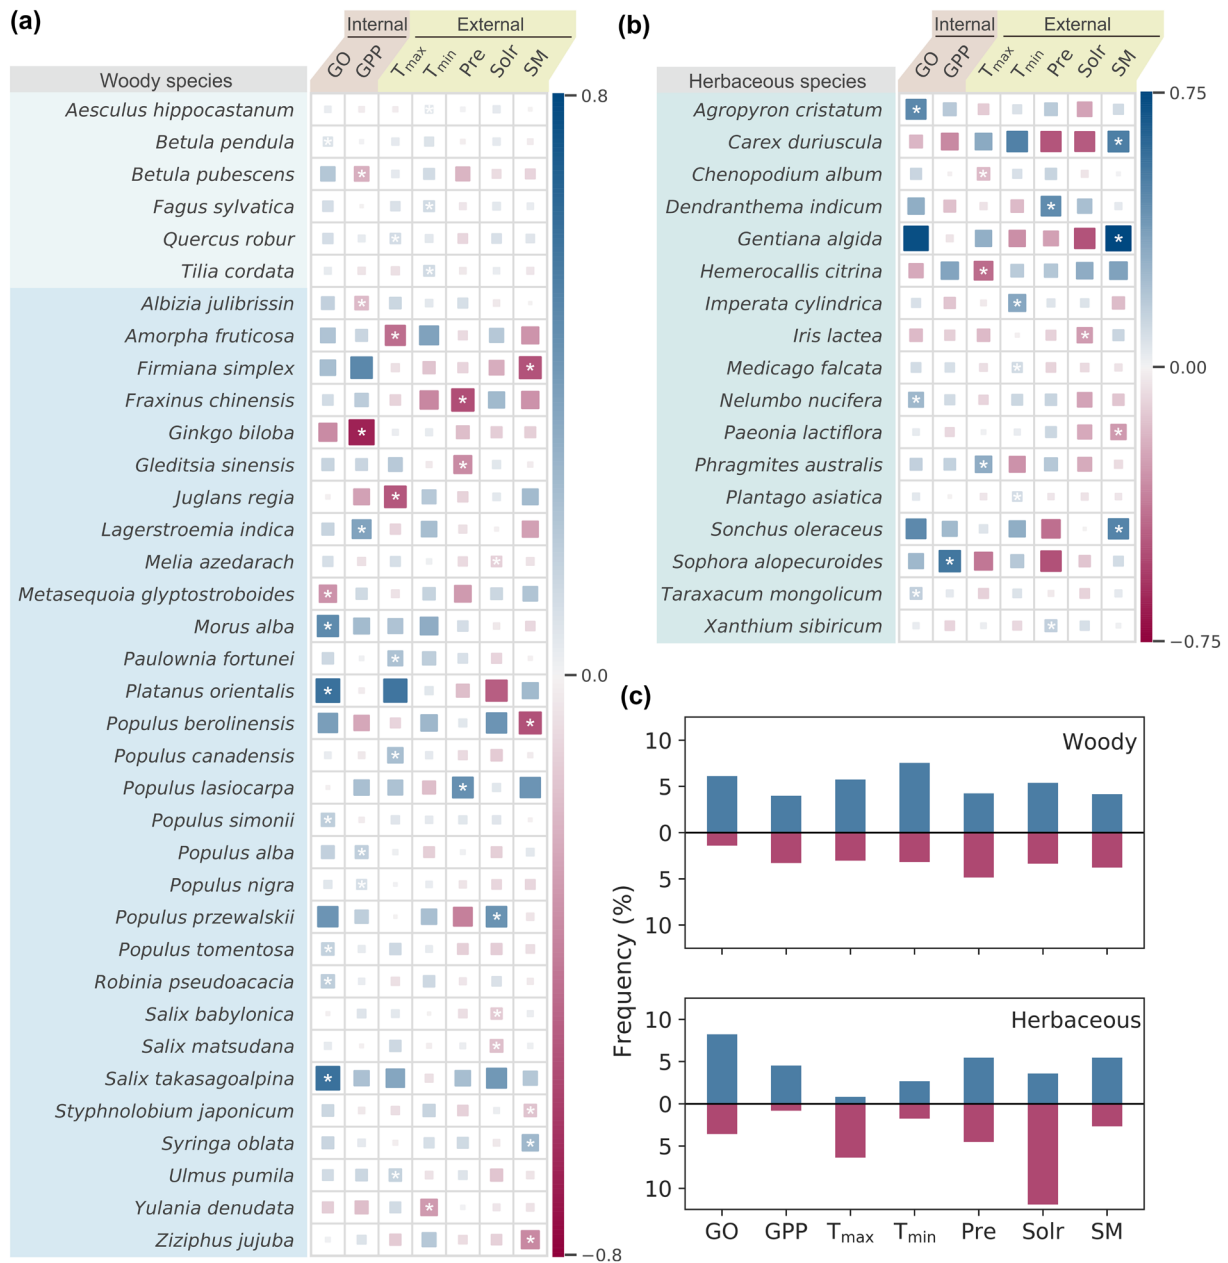 (a)
Internal External
GO GPP Tmax Tmin Pre Solr SM
Woody species
Aesculus hippocastanum
Betula pendula
Betula pubescens
Fagus sylvatica
Quercus robur
Tilia cordata
Albizia julibrissin
Amorpha fruticosa
Firmiana simplex
Fraxinus chinensis
Ginkgo biloba
Gleditsia sinensis
Juglans regia
Lagerstroemia indica
Melia azedarach
Metasequoia glyptostroboides
Morus alba
Paulownia fortunei
Platanus orientalis
Populus berolinensis
Populus canadensis
Populus lasiocarpa
Populus simonii
Populus alba
Populus nigra
Populus przewalskii
Populus tomentosa
Robinia pseudoacacia
Salix babylonica
Salix matsudana
Salix takasagoalpina
Styphnolobium japonicum
Syringa oblata
Ulmus pumila
Yulania denudata
Ziziphus jujuba
0.8
0.0
−0.8
(b)
Internal External
GO GPP Tmax Tmin Pre Solr SM
Herbaceous species
Agropyron cristatum
Carex duriuscula
Chenopodium album
Dendranthema indicum
Gentiana algida
Hemerocallis citrina
Imperata cylindrica
Iris lactea
Medicago falcata
Nelumbo nucifera
Paeonia lactiflora
Phragmites australis
Plantago asiatica
Sonchus oleraceus
Sophora alopecuroides
Taraxacum mongolicum
Xanthium sibiricum
0.75
0.00
−0.75
(c)
Woody
10
5
0
5
10
Frequency (%)
Herbaceous
10
5
0
5
10
GO GPP Tmax Tmin Pre Solr SM